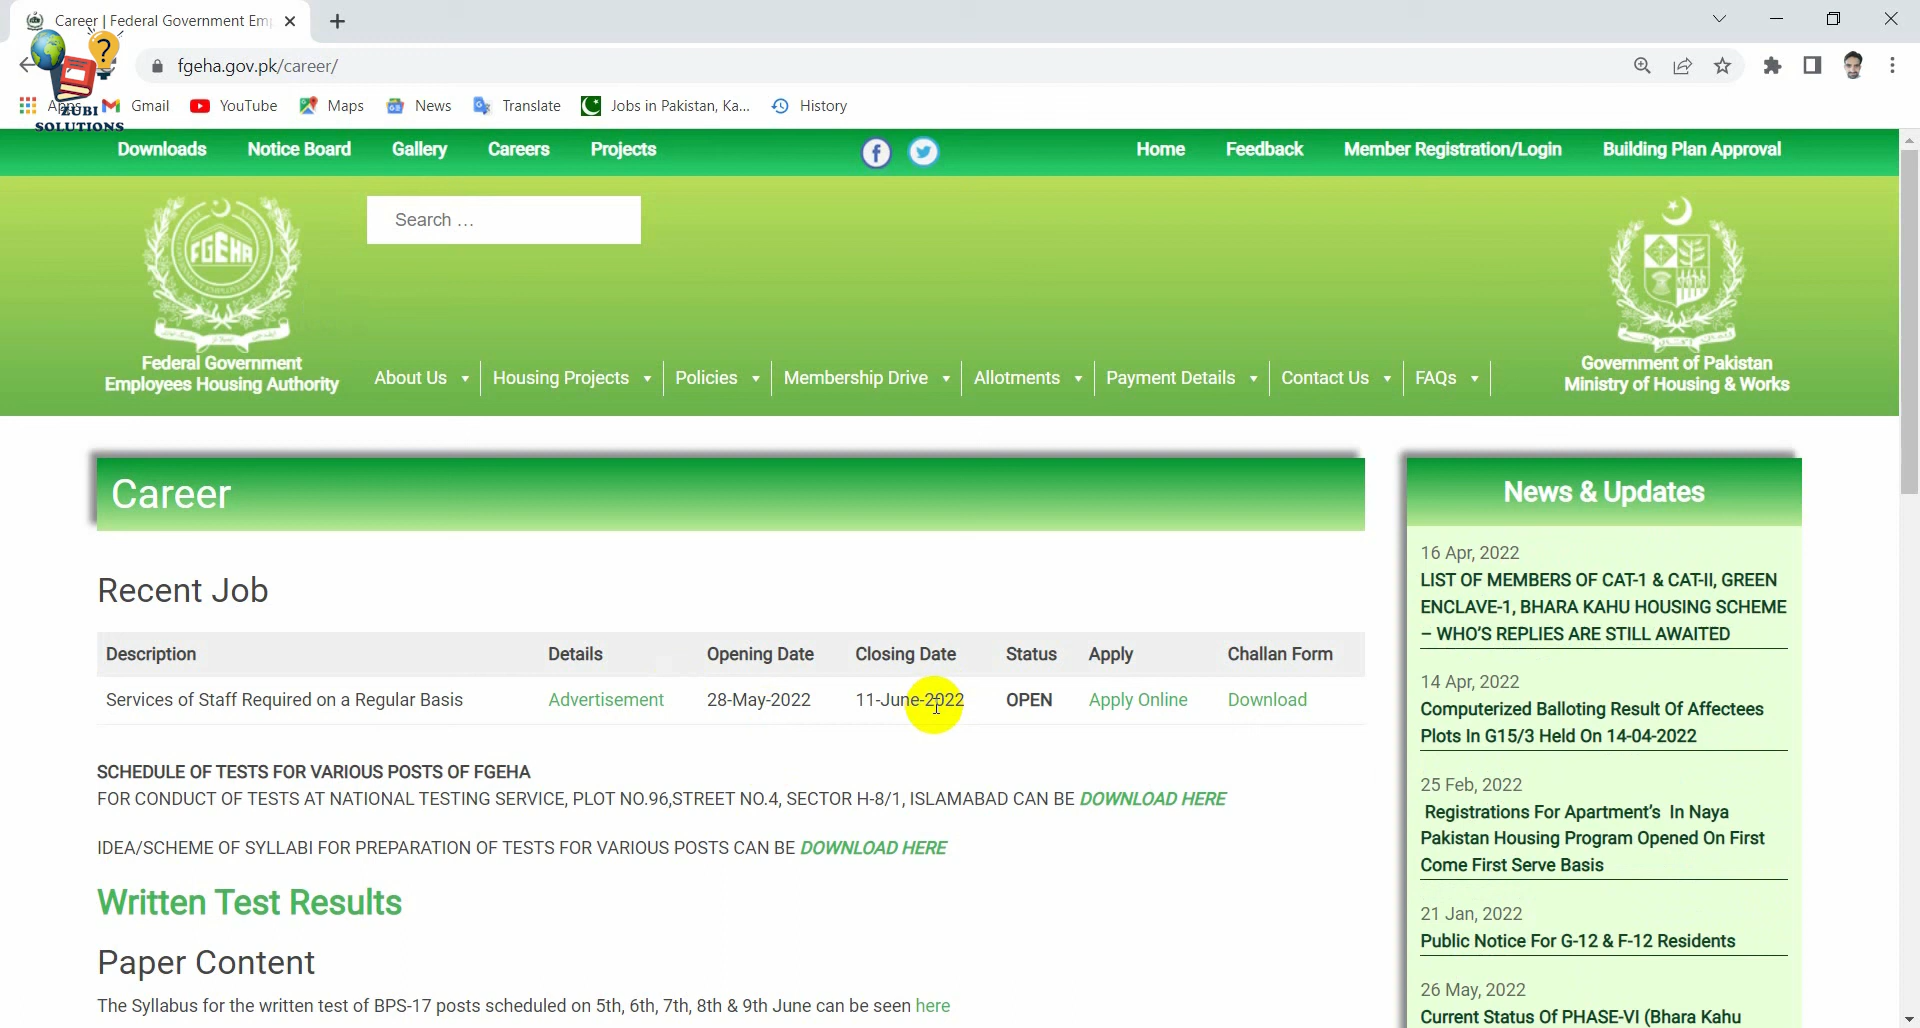 Career | Federal Government Em
fgeha.gov.pk/career/
Apps
Gmail
YouTube
Maps
News
Translate
Jobs in Pakistan, Ka...
History
ZUBI
SOLUTIONS
Downloads
Notice Board
Gallery
Careers
Projects
Home
Feedback
Member Registration/Login
Building Plan Approval
Search ...
FGEHA
Federal Government
Employees Housing Authority
About Us
Housing Projects
Policies
Membership Drive
Allotments
Payment Details
Contact Us
FAQs
Government of Pakistan
Ministry of Housing & Works
Career
Recent Job
Description Details Opening Date Closing Date Status Apply Challan Form
Services of Staff Required on a Regular Basis Advertisement 28-May-2022 11-June-2022 OPEN Apply Online Download
SCHEDULE OF TESTS FOR VARIOUS POSTS OF FGEHA
FOR CONDUCT OF TESTS AT NATIONAL TESTING SERVICE, PLOT NO.96,STREET NO.4, SECTOR H-8/1, ISLAMABAD CAN BE DOWNLOAD HERE
IDEA/SCHEME OF SYLLABI FOR PREPARATION OF TESTS FOR VARIOUS POSTS CAN BE DOWNLOAD HERE
Written Test Results
Paper Content
The Syllabus for the written test of BPS-17 posts scheduled on 5th, 6th, 7th, 8th & 9th June can be seen here
News & Updates
16 Apr, 2022
LIST OF MEMBERS OF CAT-1 & CAT-II, GREEN
ENCLAVE-1, BHARA KAHU HOUSING SCHEME
– WHO'S REPLIES ARE STILL AWAITED
14 Apr, 2022
Computerized Balloting Result Of Affectees
Plots In G15/3 Held On 14-04-2022
25 Feb, 2022
Registrations For Apartment's In Naya
Pakistan Housing Program Opened On First
Come First Serve Basis
21 Jan, 2022
Public Notice For G-12 & F-12 Residents
26 May, 2022
Current Status Of PHASE-VI (Bhara Kahu